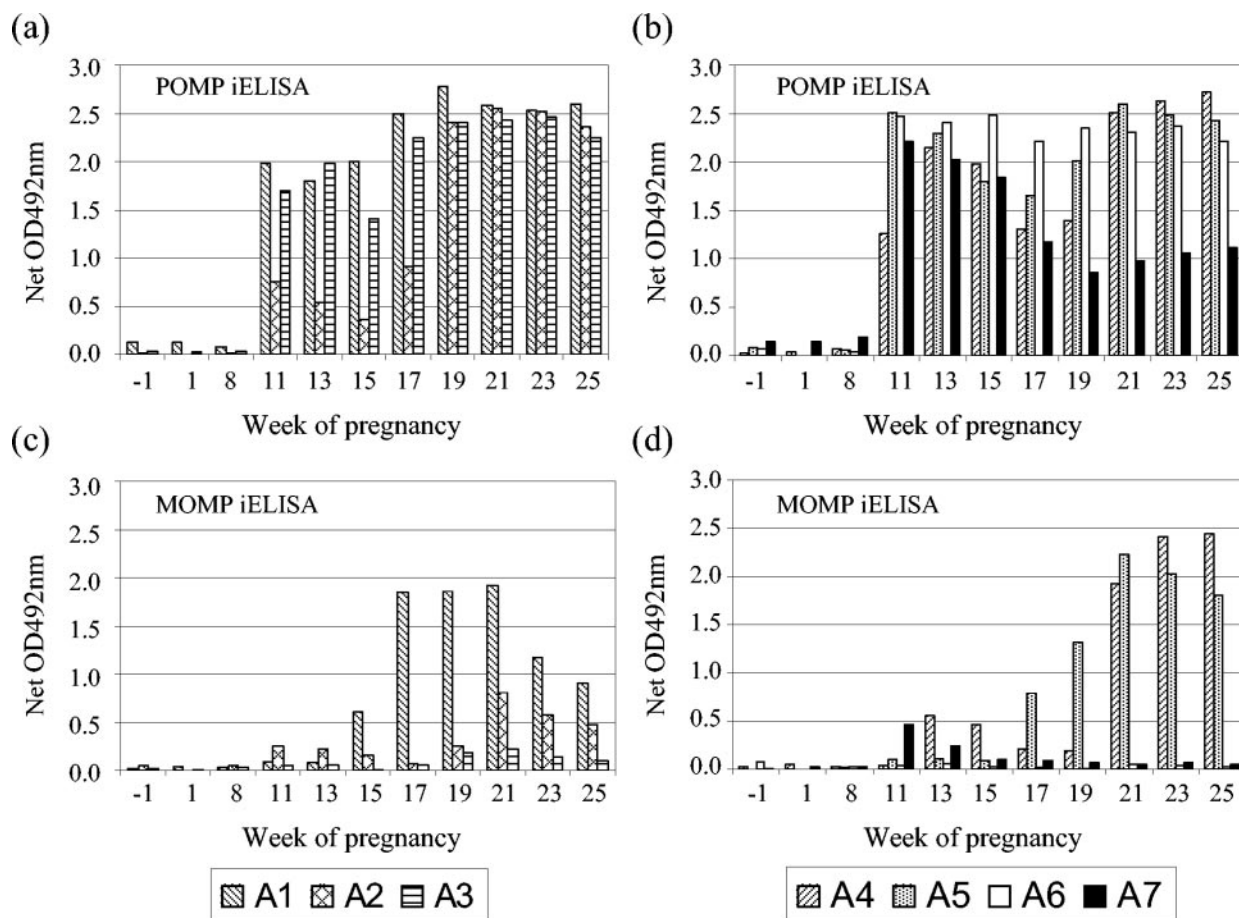 (a)
3.0
POMP iELISA
2.5
2.0
1.5
1.0
0.5
0.0
Net OD492nm
-1 1 8 11 13 15 17 19 21 23 25
Week of pregnancy
(b)
3.0
POMP iELISA
2.5
2.0
1.5
1.0
0.5
0.0
Net OD492nm
-1 1 8 11 13 15 17 19 21 23 25
Week of pregnancy
(c)
3.0
MOMP iELISA
2.5
2.0
1.5
1.0
0.5
0.0
Net OD492nm
-1 1 8 11 13 15 17 19 21 23 25
Week of pregnancy
A1 A2 A3
(d)
3.0
MOMP iELISA
2.5
2.0
1.5
1.0
0.5
0.0
Net OD492nm
-1 1 8 11 13 15 17 19 21 23 25
Week of pregnancy
A4 A5 A6 A7